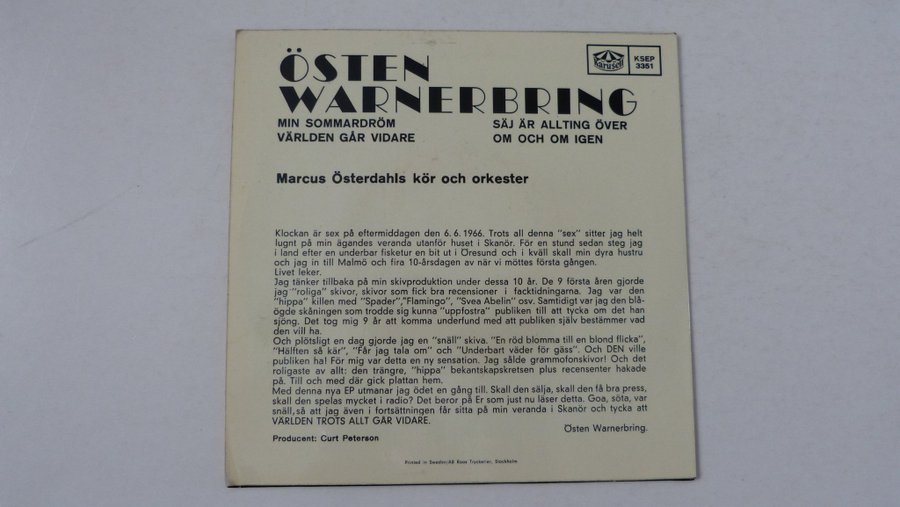 ÖSTEN
WARNERBRING
Karusell
KSEP
3351
MIN SOMMARDRÖM
VÄRLDEN GÅR VIDARE
SÄJ ÄR ALLTING ÖVER
OM OCH OM IGEN
Marcus Österdahls kör och orkester
Klockan är sex på eftermiddagen den 6. 6. 1966. Trots all denna "sex" sitter jag helt
lugnt på min ägandes veranda utanför huset i Skanör. För en stund sedan steg jag
i land efter en underbar fisketur en bit ut i Öresund och i kväll skall min dyra hustru
och jag in till Malmö och fira 10-årsdagen av när vi möttes första gången.
Livet leker.
Jag tänker tillbaka på min skivproduktion under dessa 10 år. De 9 första åren gjorde
jag "roliga" skivor, skivor som fick bra recensioner i facktidningarna. Jag var den
"hippa" killen med "Spader", "Flamingo", "Svea Abelin" osv. Samtidigt var jag den blå-
ögde skåningen som trodde sig kunna "uppfostra" publiken till att tycka om det han
sjöng. Det tog mig 9 år att komma underfund med att publiken själv bestämmer vad
den vill ha.
Och plötsligt en dag gjorde jag en "snäll" skiva. "En röd blomma till en blond flicka",
"Hälften så kär", "Får jag tala om" och "Underbart väder för gäss". Och DEN ville
publiken ha! För mig var detta en ny sensation. Jag sålde grammofonskivor! Och det
roligaste av allt: den trängre, "hippa" bekantskapskretsen plus recensenter hakade
på. Till och med där gick plattan hem.
Med denna nya EP utmanar jag ödet en gång till. Skall den sälja, skall den få bra press,
skall den spelas mycket i radio? Det beror på Er som just nu läser detta. Goa, söta, var
snäll, så att jag även i fortsättningen får sitta på min veranda i Skanör och tycka att
VÄRLDEN TROTS ALLT GÅR VIDARE.
Östen Warnerbring.
Producent: Curt Peterson
Printed in Sweden/AB Koos Tryckerier, Stockholm